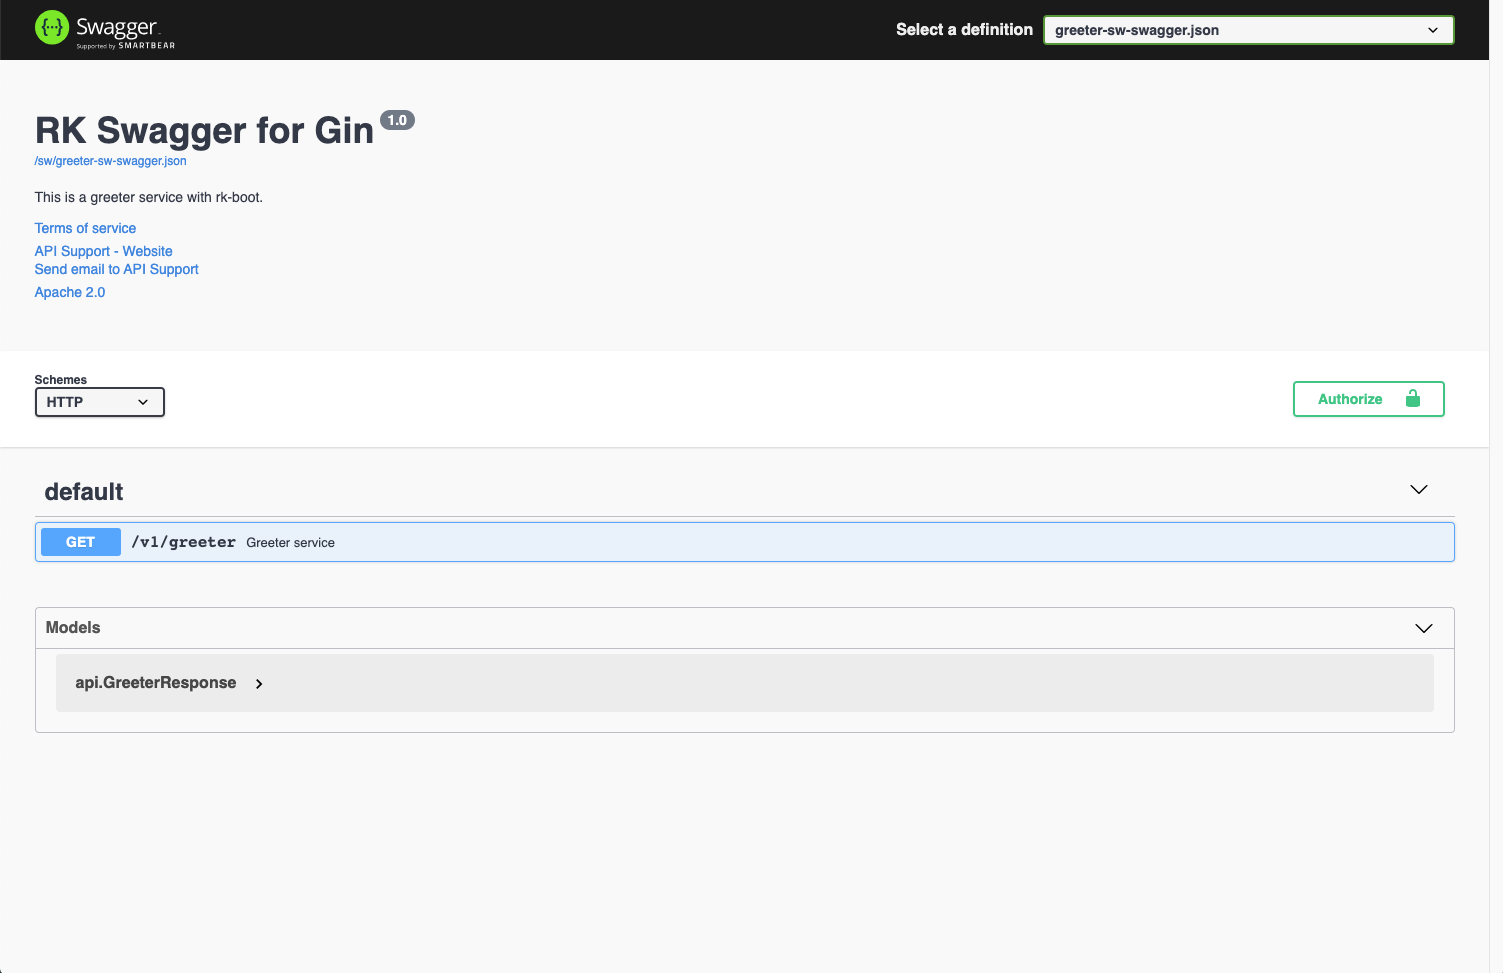 Swagger
Supported by SMARTBEAR
Select a definition
greeter-sw-swagger.json
RK Swagger for Gin 1.0
/sw/greeter-sw-swagger.json
This is a greeter service with rk-boot.
Terms of service
API Support - Website
Send email to API Support
Apache 2.0
Schemes
HTTP
Authorize
default
GET /v1/greeter Greeter service
Models
api.GreeterResponse